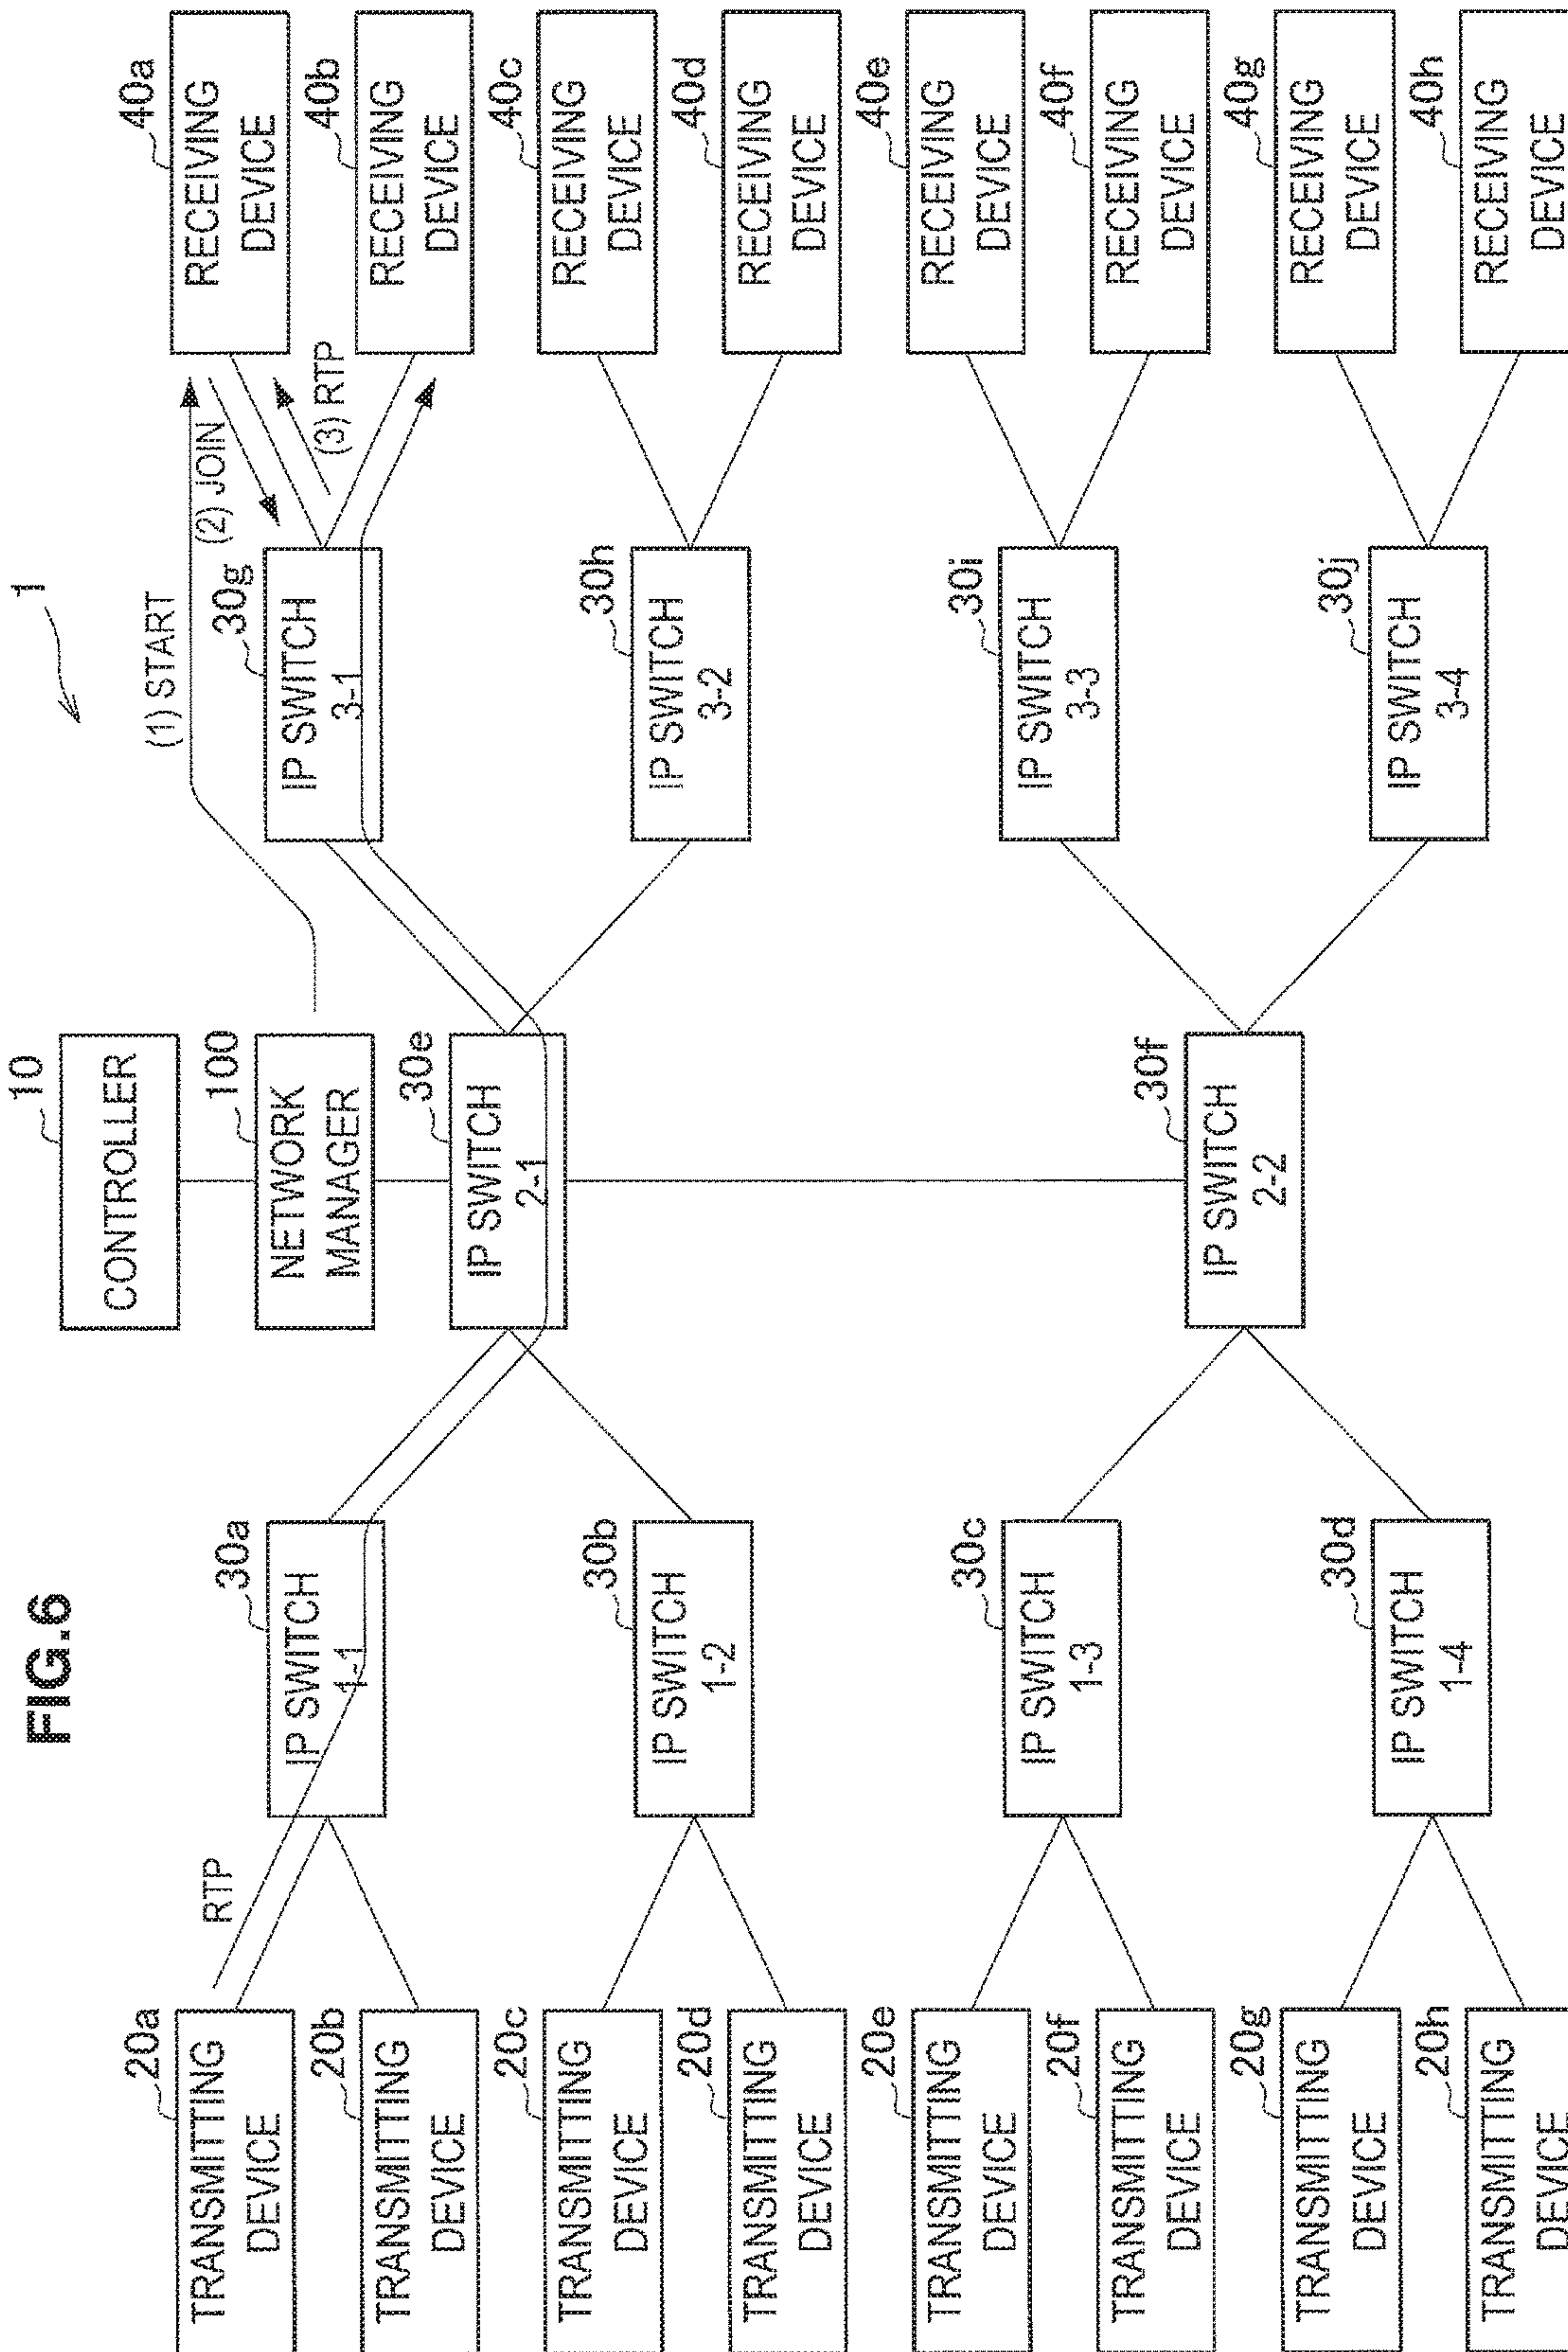 FIG.6
1
10
CONTROLLER
100
NETWORK
MANAGER
20a
TRANSMITTING
DEVICE
20b
TRANSMITTING
DEVICE
20c
TRANSMITTING
DEVICE
20d
TRANSMITTING
DEVICE
20e
TRANSMITTING
DEVICE
20f
TRANSMITTING
DEVICE
20g
TRANSMITTING
DEVICE
20h
TRANSMITTING
DEVICE
RTP
30a
IP SWITCH
1-1
30b
IP SWITCH
1-2
30c
IP SWITCH
1-3
30d
IP SWITCH
1-4
30e
IP SWITCH
2-1
30f
IP SWITCH
2-2
(1) START
(2) JOIN
(3) RTP
30g
IP SWITCH
3-1
30h
IP SWITCH
3-2
30i
IP SWITCH
3-3
30j
IP SWITCH
3-4
40a
RECEIVING
DEVICE
40b
RECEIVING
DEVICE
40c
RECEIVING
DEVICE
40d
RECEIVING
DEVICE
40e
RECEIVING
DEVICE
40f
RECEIVING
DEVICE
40g
RECEIVING
DEVICE
40h
RECEIVING
DEVICE